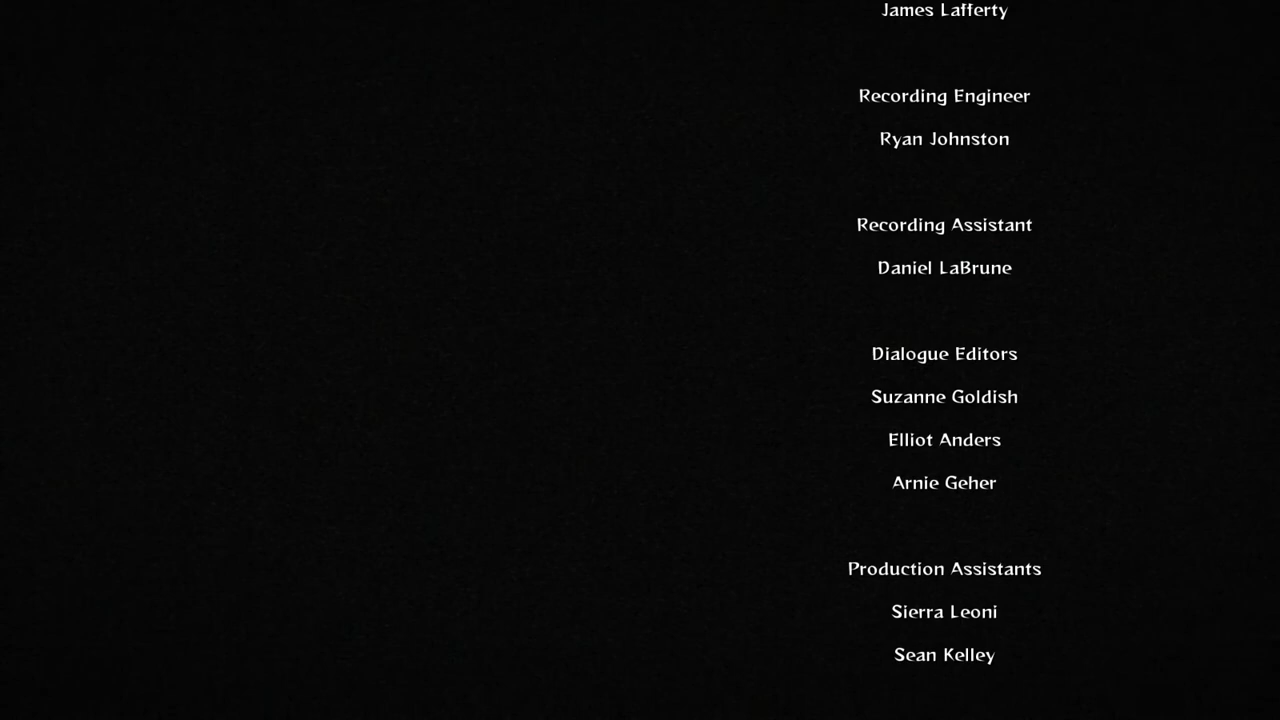 James Lafferty
Recording Engineer
Ryan Johnston
Recording Assistant
Daniel LaBrune
Dialogue Editors
Suzanne Goldish
Elliot Anders
Arnie Geher
Production Assistants
Sierra Leoni
Sean Kelley